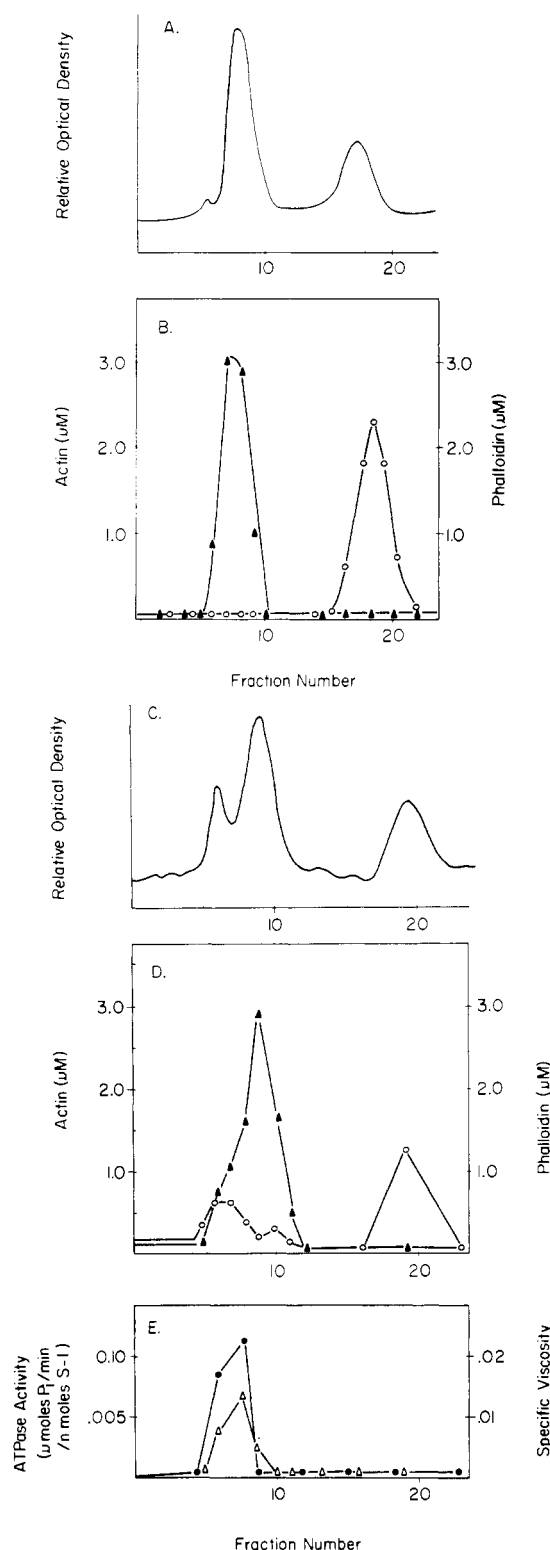 A.
Relative Optical Density
10
20
B.
3.0
2.0
1.0
Actin (uM)
3.0
2.0
1.0
Phalloidin (uM)
10
20
Fraction Number
C.
Relative Optical Density
10
20
D.
3.0
2.0
1.0
Actin (uM)
3.0
2.0
1.0
Phalloidin (uM)
10
20
E.
0.10
.005
ATPase Activity
(umoles Pi/min
/n moles S-1)
.02
.01
Specific Viscosity
10
20
Fraction Number